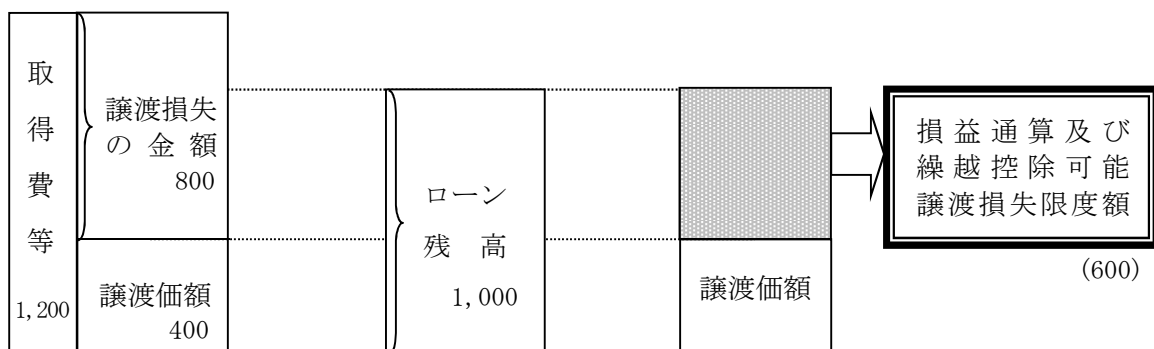 取
得
費
等
1,200
譲渡損失
の金額
800
譲渡価額
400
ローン
残高
1,000
譲渡価額
損益通算及び
繰越控除可能
譲渡損失限度額
(600)